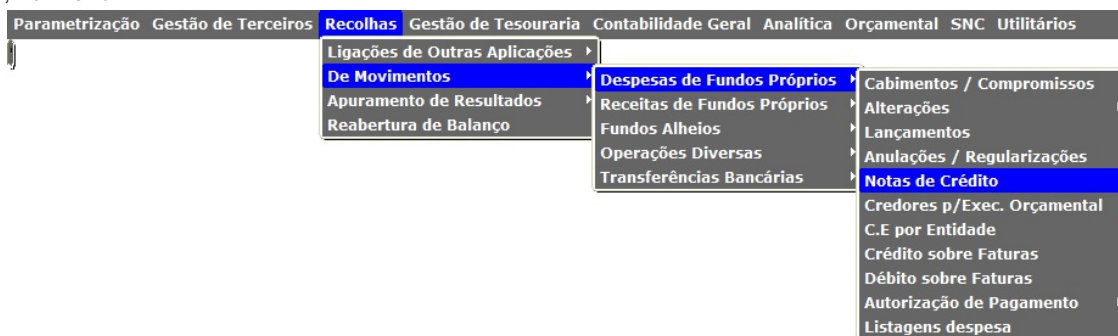 Parametrização Gestão de Terceiros Recolhas Gestão de Tesouraria Contabilidade Geral Analítica Orçamental SNC Utilitários
Ligações de Outras Aplicações
De Movimentos
Apuramento de Resultados
Reabertura de Balanço
Despesas de Fundos Próprios
Receitas de Fundos Próprios
Fundos Alheios
Operações Diversas
Transferências Bancárias
Cabimentos / Compromissos
Alterações
Lançamentos
Anulações / Regularizações
Notas de Crédito
Credores p/Exec. Orçamental
C.E por Entidade
Crédito sobre Faturas
Débito sobre Faturas
Autorização de Pagamento
Listagens despesa